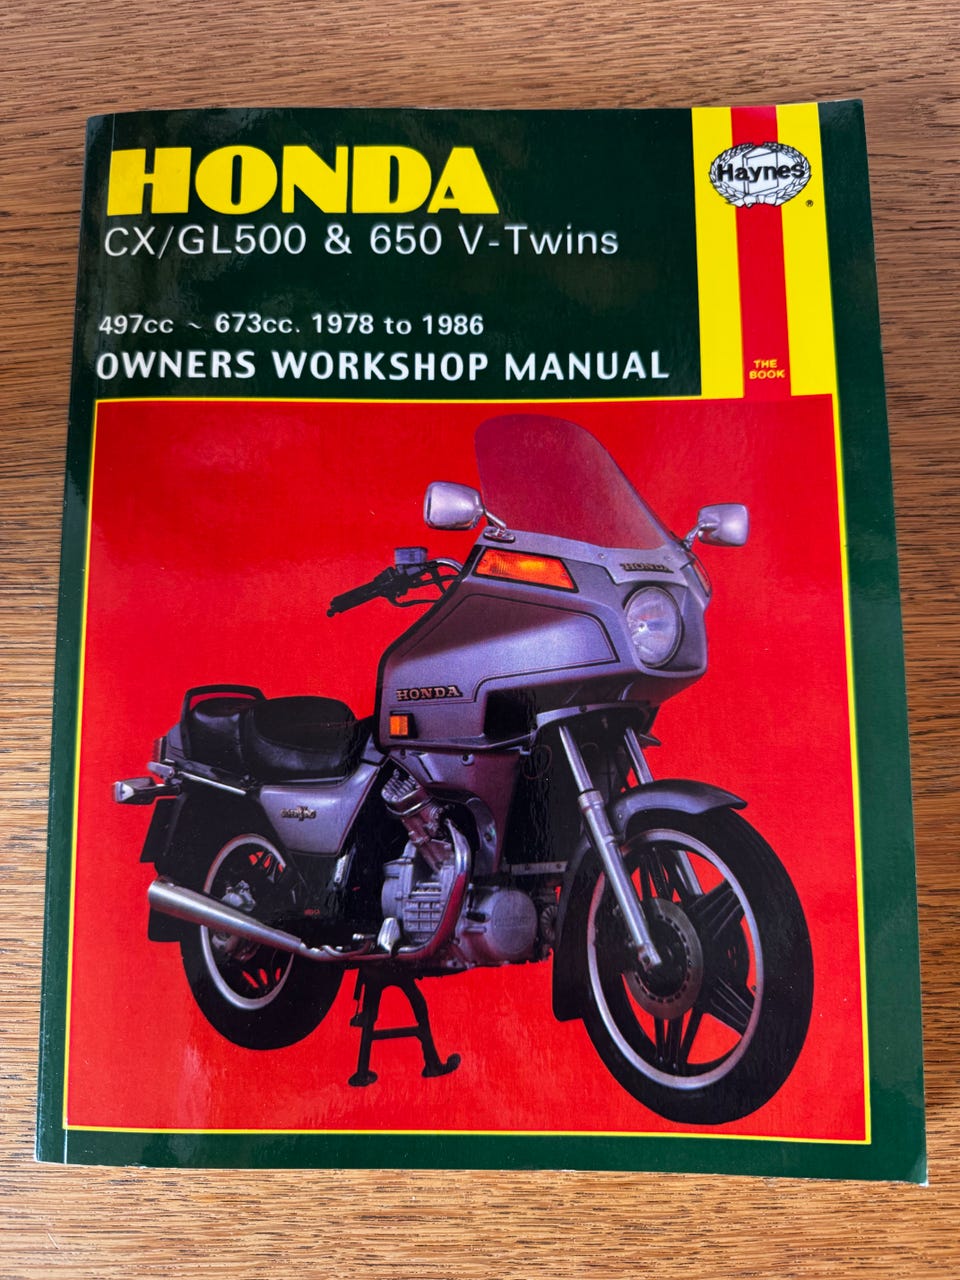 HONDA
CX/GL500 & 650 V-Twins
497cc ~ 673cc. 1978 to 1986
OWNERS WORKSHOP MANUAL
Haynes
®
THE
BOOK
HONDA
HONDA